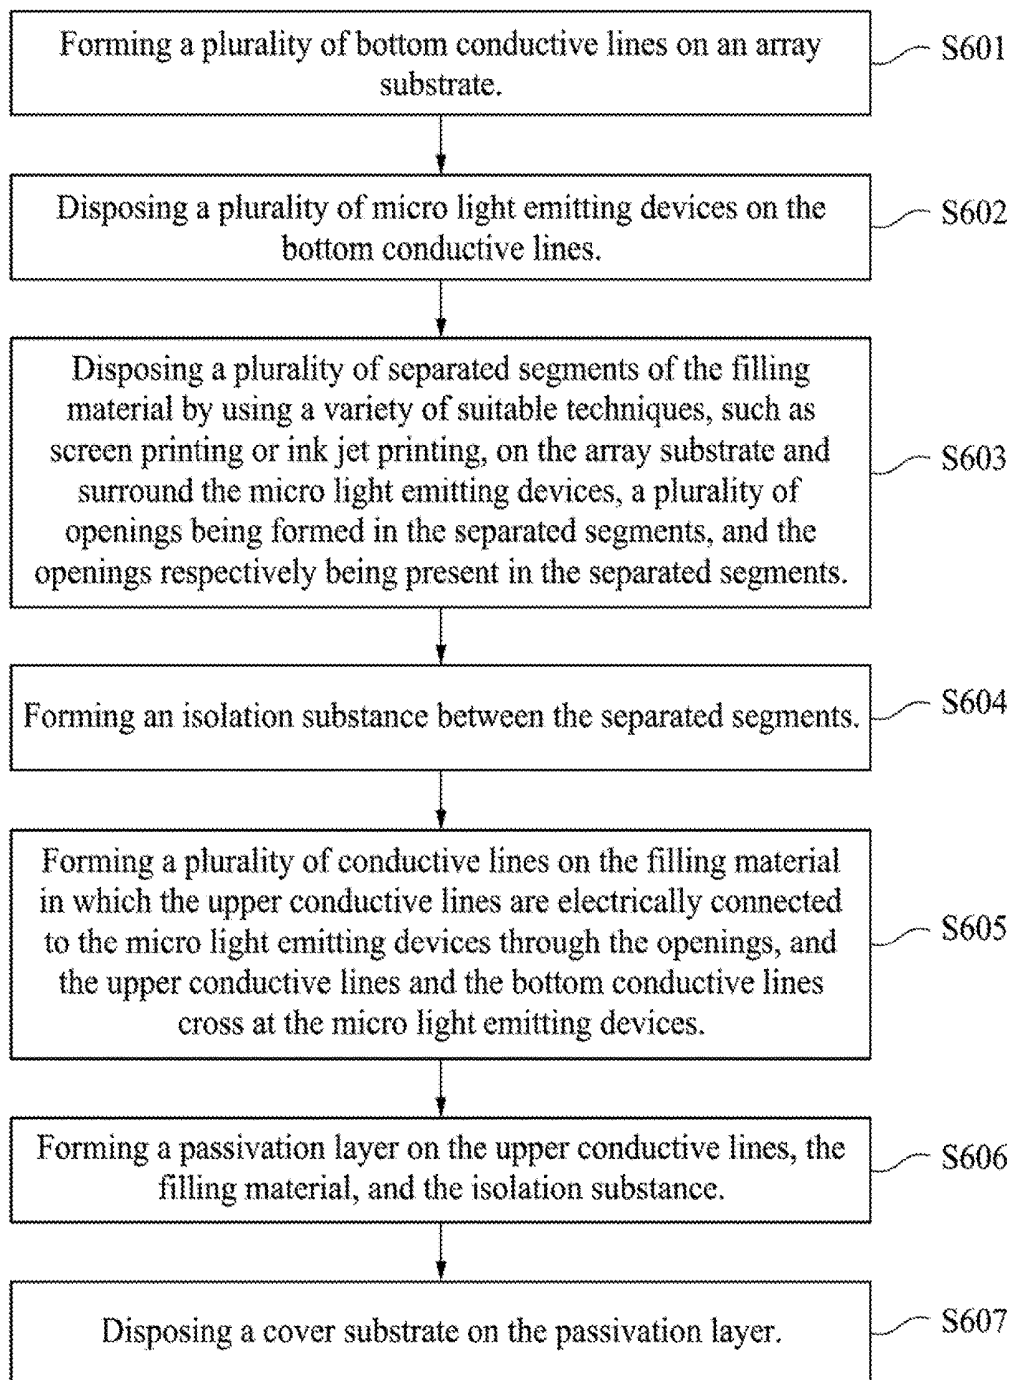 Forming a plurality of bottom conductive lines on an array
substrate.
S601
Disposing a plurality of micro light emitting devices on the
bottom conductive lines.
S602
Disposing a plurality of separated segments of the filling
material by using a variety of suitable techniques, such as
screen printing or ink jet printing, on the array substrate and
surround the micro light emitting devices, a plurality of
openings being formed in the separated segments, and the
openings respectively being present in the separated segments.
S603
Forming an isolation substance between the separated segments.
S604
Forming a plurality of conductive lines on the filling material
in which the upper conductive lines are electrically connected
to the micro light emitting devices through the openings, and
the upper conductive lines and the bottom conductive lines
cross at the micro light emitting devices.
S605
Forming a passivation layer on the upper conductive lines, the
filling material, and the isolation substance.
S606
Disposing a cover substrate on the passivation layer.
S607